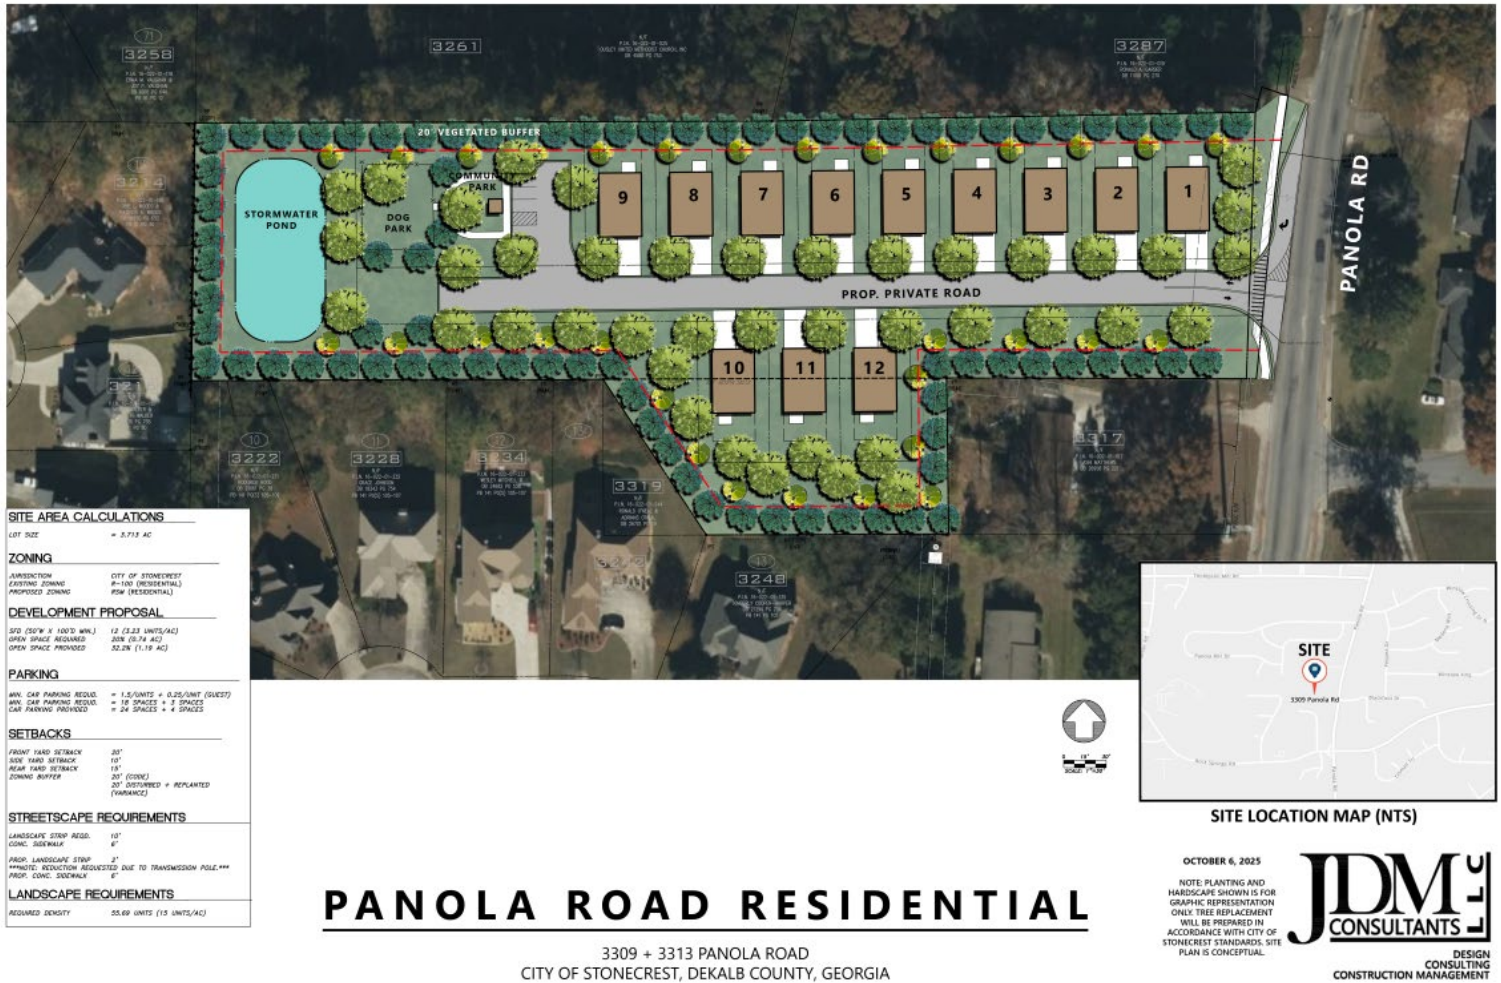 71
3258
3261
3287
20' VEGETATED BUFFER
3214
COMMUNITY
PARK
DOG
PARK
STORMWATER
POND
9
8
7
6
5
4
3
2
1
PANOLA RD
PROP. PRIVATE ROAD
10
11
12
321
10
3222
11
3228
12
3234
3319
3317
3242
13
3248
SITE AREA CALCULATIONS
LOT SIZE = 3.713 AC
ZONING
JURISDICTION CITY OF STONECREST
EXISTING ZONING R-100 (RESIDENTIAL)
PROPOSED ZONING RSM (RESIDENTIAL)
DEVELOPMENT PROPOSAL
SFD (50'W X 100'D MIN.) 12 (3.23 UNITS/AC)
OPEN SPACE REQUIRED 20% (0.74 AC)
OPEN SPACE PROVIDED 32.2% (1.19 AC)
PARKING
MIN. CAR PARKING REQUD. = 1.5/UNITS + 0.25/UNIT (GUEST)
MIN. CAR PARKING REQUD. = 18 SPACES + 3 SPACES
CAR PARKING PROVIDED = 24 SPACES + 4 SPACES
SETBACKS
FRONT YARD SETBACK 20'
SIDE YARD SETBACK 10'
REAR YARD SETBACK 15'
ZONING BUFFER 20' (CODE)
20' DISTURBED + REPLANTED
(VARIANCE)
STREETSCAPE REQUIREMENTS
LANDSCAPE STRIP REQD. 10'
CONC. SIDEWALK 6'
PROP. LANDSCAPE STRIP 2'
***NOTE: REDUCTION REQUESTED DUE TO TRANSMISSION POLE.***
PROP. CONC. SIDEWALK 6'
LANDSCAPE REQUIREMENTS
REQUIRED DENSITY 55.69 UNITS (15 UNITS/AC)
SITE
3309 Panola Rd
SITE LOCATION MAP (NTS)
PANOLA ROAD RESIDENTIAL
3309 + 3313 PANOLA ROAD
CITY OF STONECREST, DEKALB COUNTY, GEORGIA
OCTOBER 6, 2025
NOTE: PLANTING AND
HARDSCAPE SHOWN IS FOR
GRAPHIC REPRESENTATION
ONLY. TREE REPLACEMENT
WILL BE PREPARED IN
ACCORDANCE WITH CITY OF
STONECREST STANDARDS. SITE
PLAN IS CONCEPTUAL.
JDM
CONSULTANTS
LLC
DESIGN
CONSULTING
CONSTRUCTION MANAGEMENT